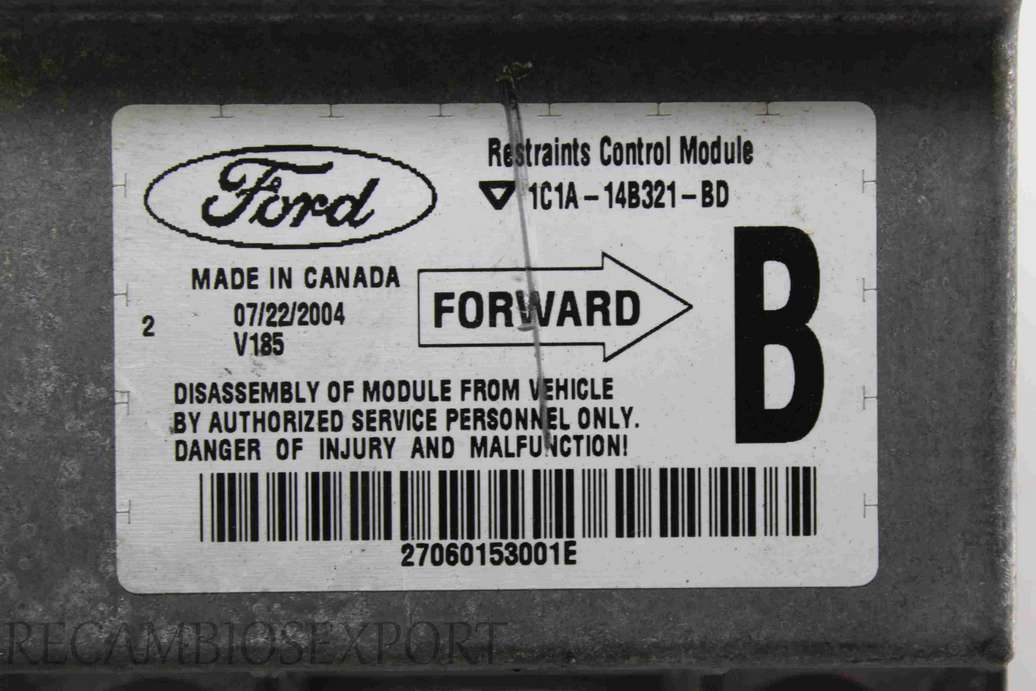 Ford
Restraints Control Module
1C1A-14B321-BD
MADE IN CANADA
07/22/2004
2
V185
FORWARD
B
DISASSEMBLY OF MODULE FROM VEHICLE
BY AUTHORIZED SERVICE PERSONNEL ONLY.
DANGER OF INJURY AND MALFUNCTION!
27060153001E
RECAMBIOSEXPORT